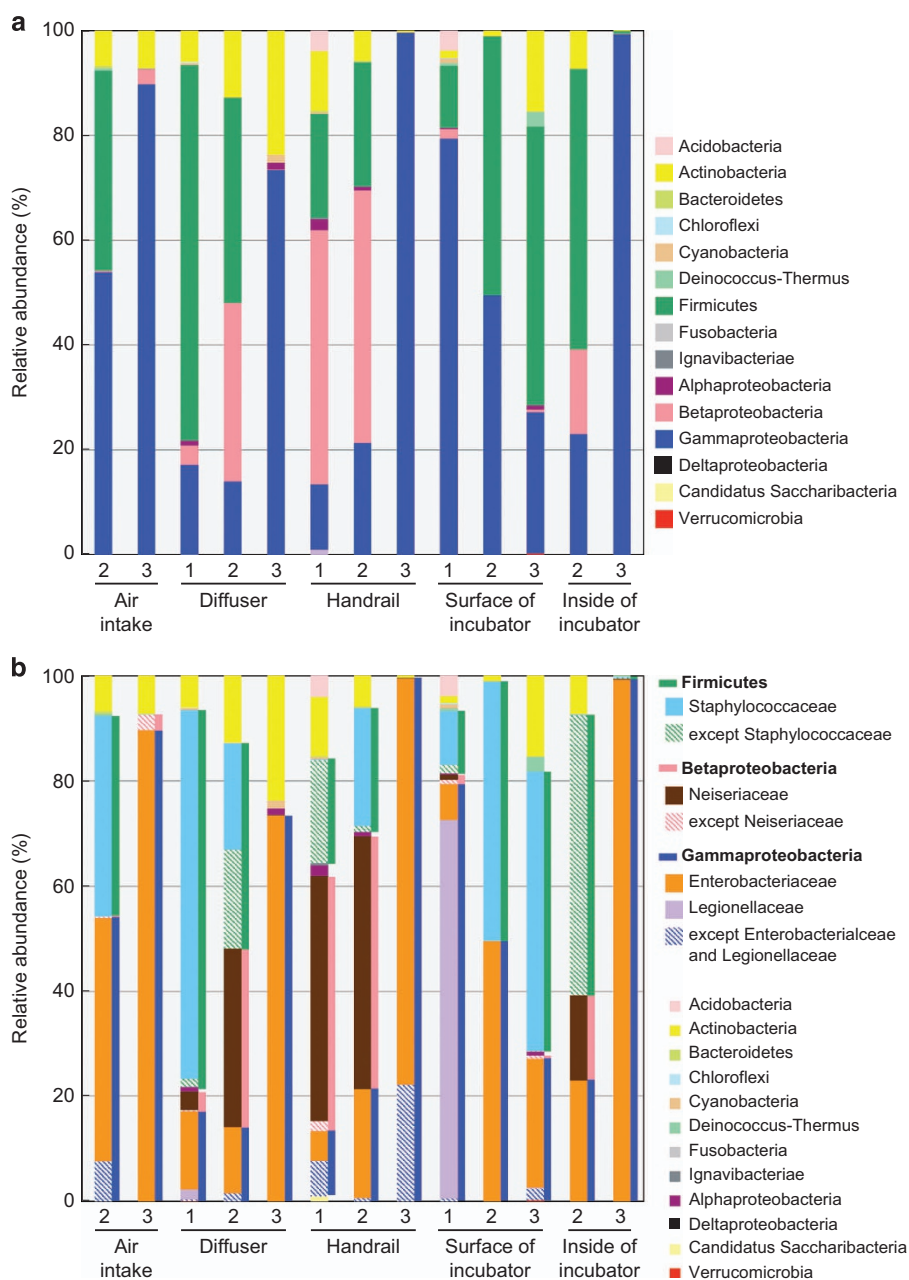 a
Relative abundance (%)
100
80
60
40
20
0
2 3 1 2 3 1 2 3 1 2 3 2 3
Air intake
Diffuser
Handrail
Surface of incubator
Inside of incubator
Acidobacteria
Actinobacteria
Bacteroidetes
Chloroflexi
Cyanobacteria
Deinococcus-Thermus
Firmicutes
Fusobacteria
Ignavibacteriae
Alphaproteobacteria
Betaproteobacteria
Gammaproteobacteria
Deltaproteobacteria
Candidatus Saccharibacteria
Verrucomicrobia
b
Relative abundance (%)
100
80
60
40
20
0
2 3 1 2 3 1 2 3 1 2 3 2 3
Air intake
Diffuser
Handrail
Surface of incubator
Inside of incubator
Firmicutes
Staphylococcaceae
except Staphylococcaceae
Betaproteobacteria
Neiseriaceae
except Neiseriaceae
Gammaproteobacteria
Enterobacteriaceae
Legionellaceae
except Enterobacterialceae
and Legionellaceae
Acidobacteria
Actinobacteria
Bacteroidetes
Chloroflexi
Cyanobacteria
Deinococcus-Thermus
Fusobacteria
Ignavibacteriae
Alphaproteobacteria
Deltaproteobacteria
Candidatus Saccharibacteria
Verrucomicrobia